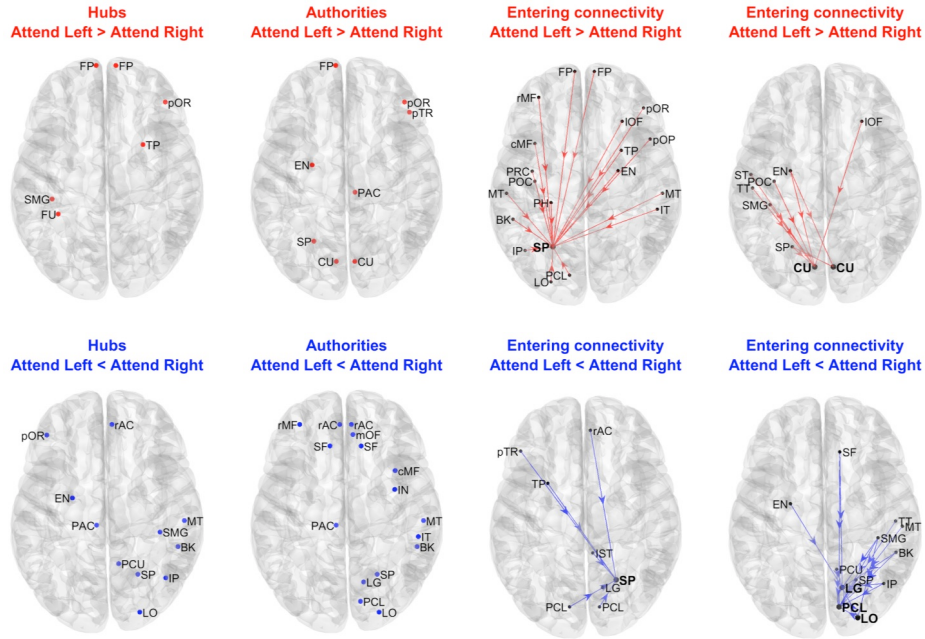 Hubs
Attend Left > Attend Right
Authorities
Attend Left > Attend Right
Entering connectivity
Attend Left > Attend Right
Entering connectivity
Attend Left > Attend Right
FP
FP
pOR
TP
SMG
FU
FP
pOR
pTR
EN
PAC
SP
CU
CU
FP
FP
rMF
pOR
lOF
cMF
pOP
TP
PRC
EN
POC
MT
MT
PH
IT
BK
SP
IP
PCL
LO
lOF
ST
EN
POC
TT
SMG
SP
CU
CU
Hubs
Attend Left < Attend Right
Authorities
Attend Left < Attend Right
Entering connectivity
Attend Left < Attend Right
Entering connectivity
Attend Left < Attend Right
rAC
pOR
EN
PAC
MT
SMG
BK
PCU
SP
IP
LO
rMF
rAC
rAC
mOF
SF
SF
cMF
IN
PAC
MT
IT
BK
SP
LG
PCL
LO
rAC
pTR
TP
IST
SP
LG
PCL
PCL
SF
EN
TT
MT
SMG
BK
PCU
SP
IP
LG
PCL
LO